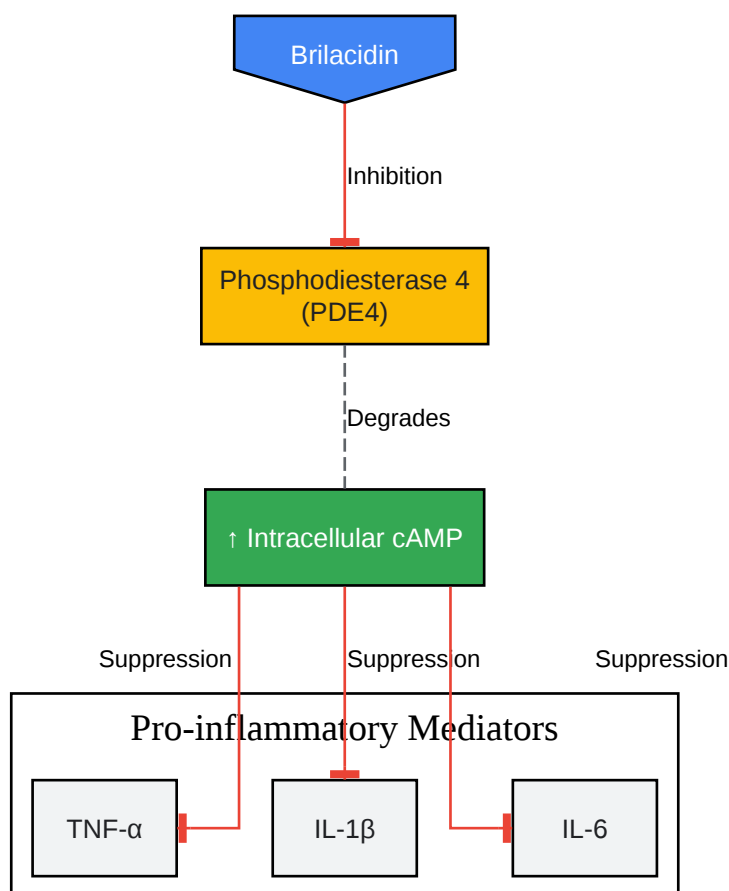 Brilacidin
Inhibition
Phosphodiesterase 4
(PDE4)
Degrades
↑ Intracellular cAMP
Suppression
Suppression
Suppression
Pro-inflammatory Mediators
TNF-α
IL-1β
IL-6